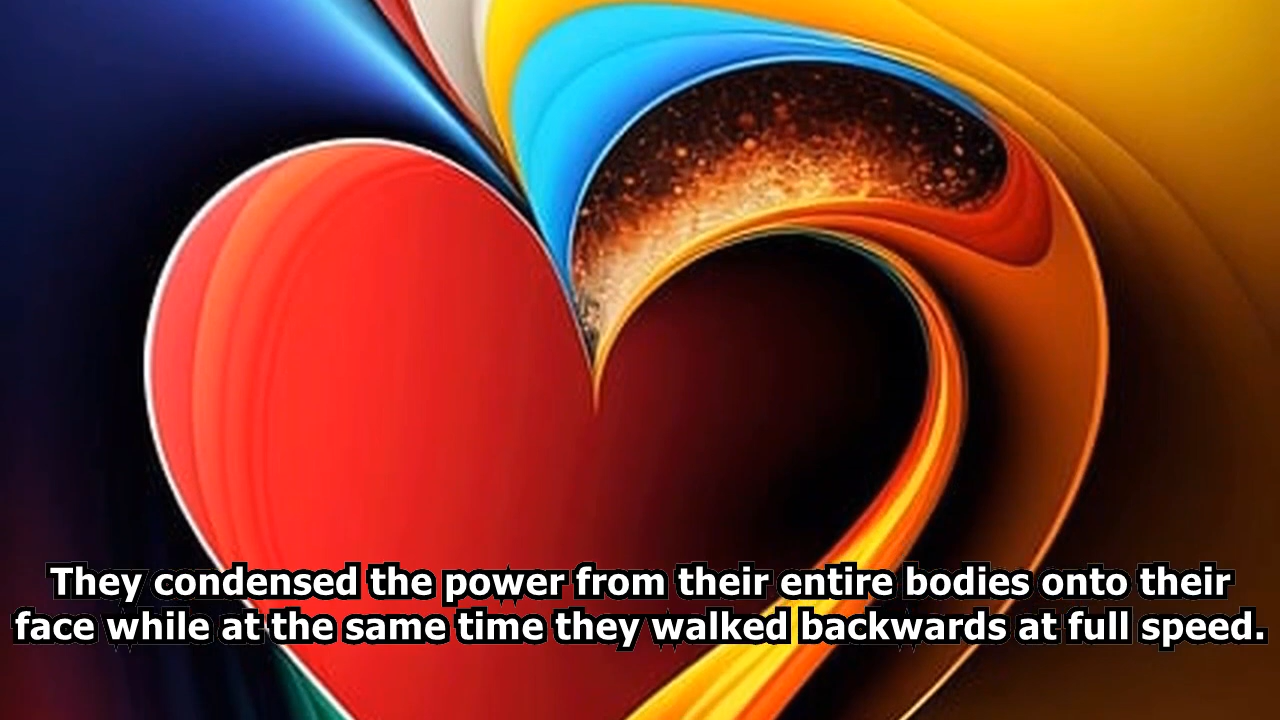 They condensed the power from their entire bodies onto their
face while at the same time they walked backwards at full speed.